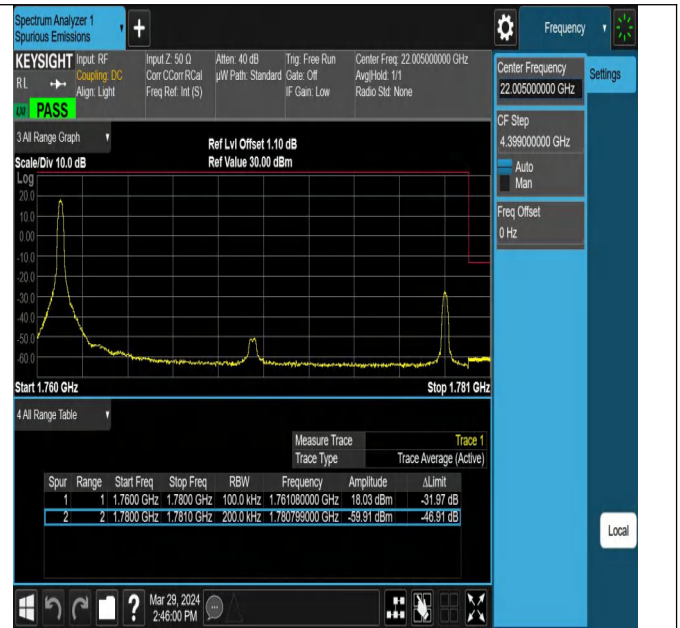 Spectrum Analyzer 1
Spurious Emissions
Frequency
KEYSIGHT
Input: RF
Coupling: DC
Align: Light
Input Z: 50 Ω
Corr CCorr RCal
Freq Ref: Int (S)
Atten: 40 dB
µW Path: Standard
Trig: Free Run
Gate: Off
IF Gain: Low
Center Freq: 22.005000000 GHz
Avg|Hold: 1/1
Radio Std: None
RL
LXI
PASS
Center Frequency
22.005000000 GHz
Settings
CF Step
4.399000000 GHz
Auto
Man
Freq Offset
0 Hz
3 All Range Graph
Ref Lvl Offset 1.10 dB
Scale/Div 10.0 dB
Ref Value 30.00 dBm
Log
20.0
10.0
0.00
-10.0
-20.0
-30.0
-40.0
-50.0
-60.0
Start 1.760 GHz
Stop 1.781 GHz
4 All Range Table
Measure Trace Trace 1
Trace Type Trace Average (Active)
Spur Range Start Freq Stop Freq RBW Frequency Amplitude ΔLimit
1 1 1.7600 GHz 1.7800 GHz 100.0 kHz 1.761080000 GHz 18.03 dBm -31.97 dB
2 2 1.7800 GHz 1.7810 GHz 200.0 kHz 1.780799000 GHz -59.91 dBm -46.91 dB
Local
Mar 29, 2024
2:46:00 PM